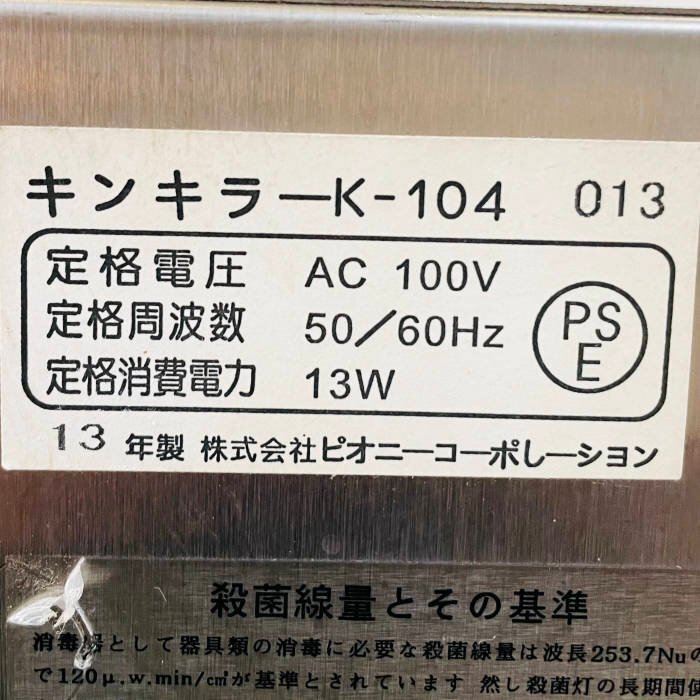 キンキラーK-104 013
定格電圧 AC 100V
定格周波数 50/60Hz
定格消費電力 13W
PS
E
13 年製 株式会社ピオニーコーポレーション
殺菌線量とその基準
消毒器として器具類の消毒に必要な殺菌線量は波長253.7Nuの
で120μ.w.min/c㎡が基準とされています 然し殺菌灯の長期間